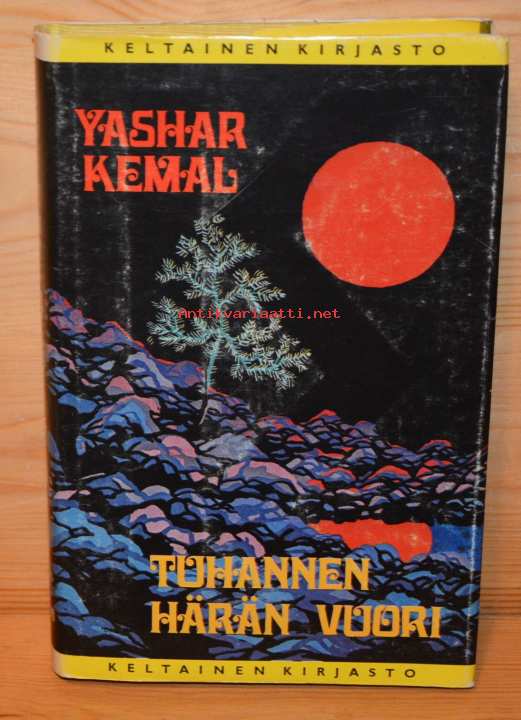 KELTAINEN KIRJASTO
YASHAR
KEMAL
Antikvariaatti.net
TUHANNEN
HÄRÄN VUORI
KELTAINEN KIRJASTO